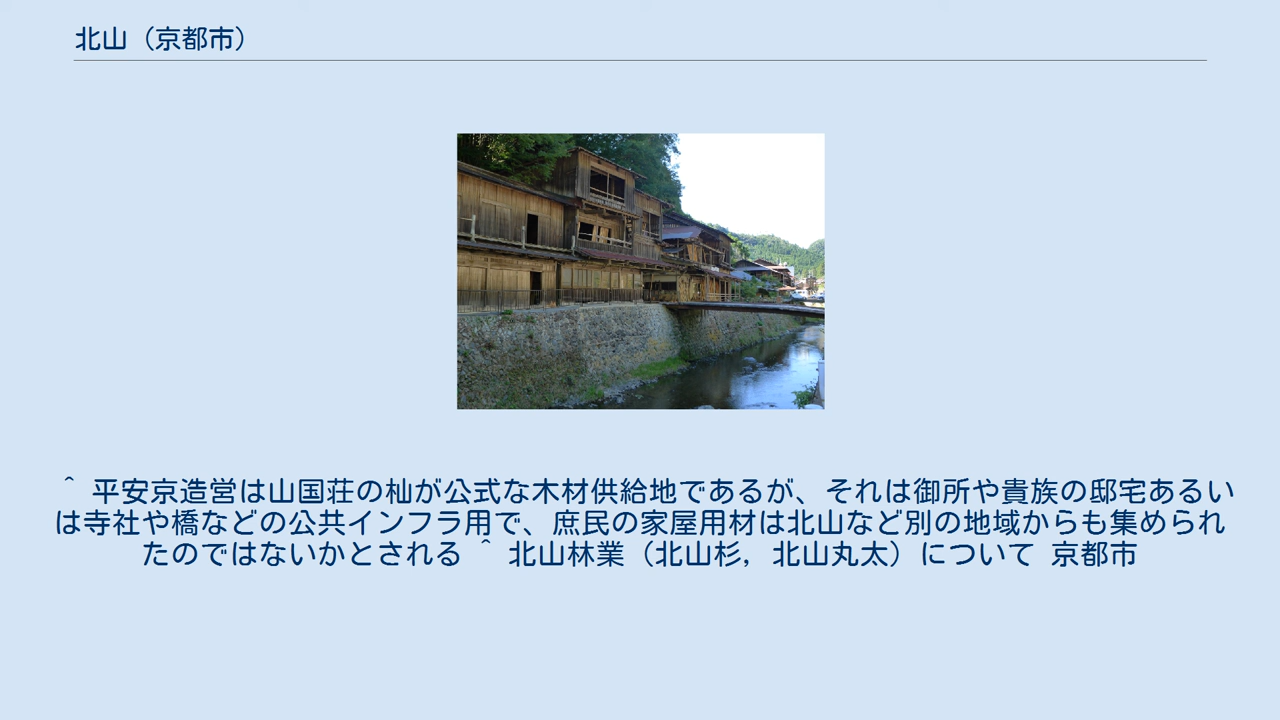 北山（京都市）
＾ 平安京造営は山国荘の杣が公式な木材供給地であるが、それは御所や貴族の邸宅あるい
は寺社や橋などの公共インフラ用で、庶民の家屋用材は北山など別の地域からも集められ
たのではないかとされる ＾ 北山林業（北山杉，北山丸太）について 京都市